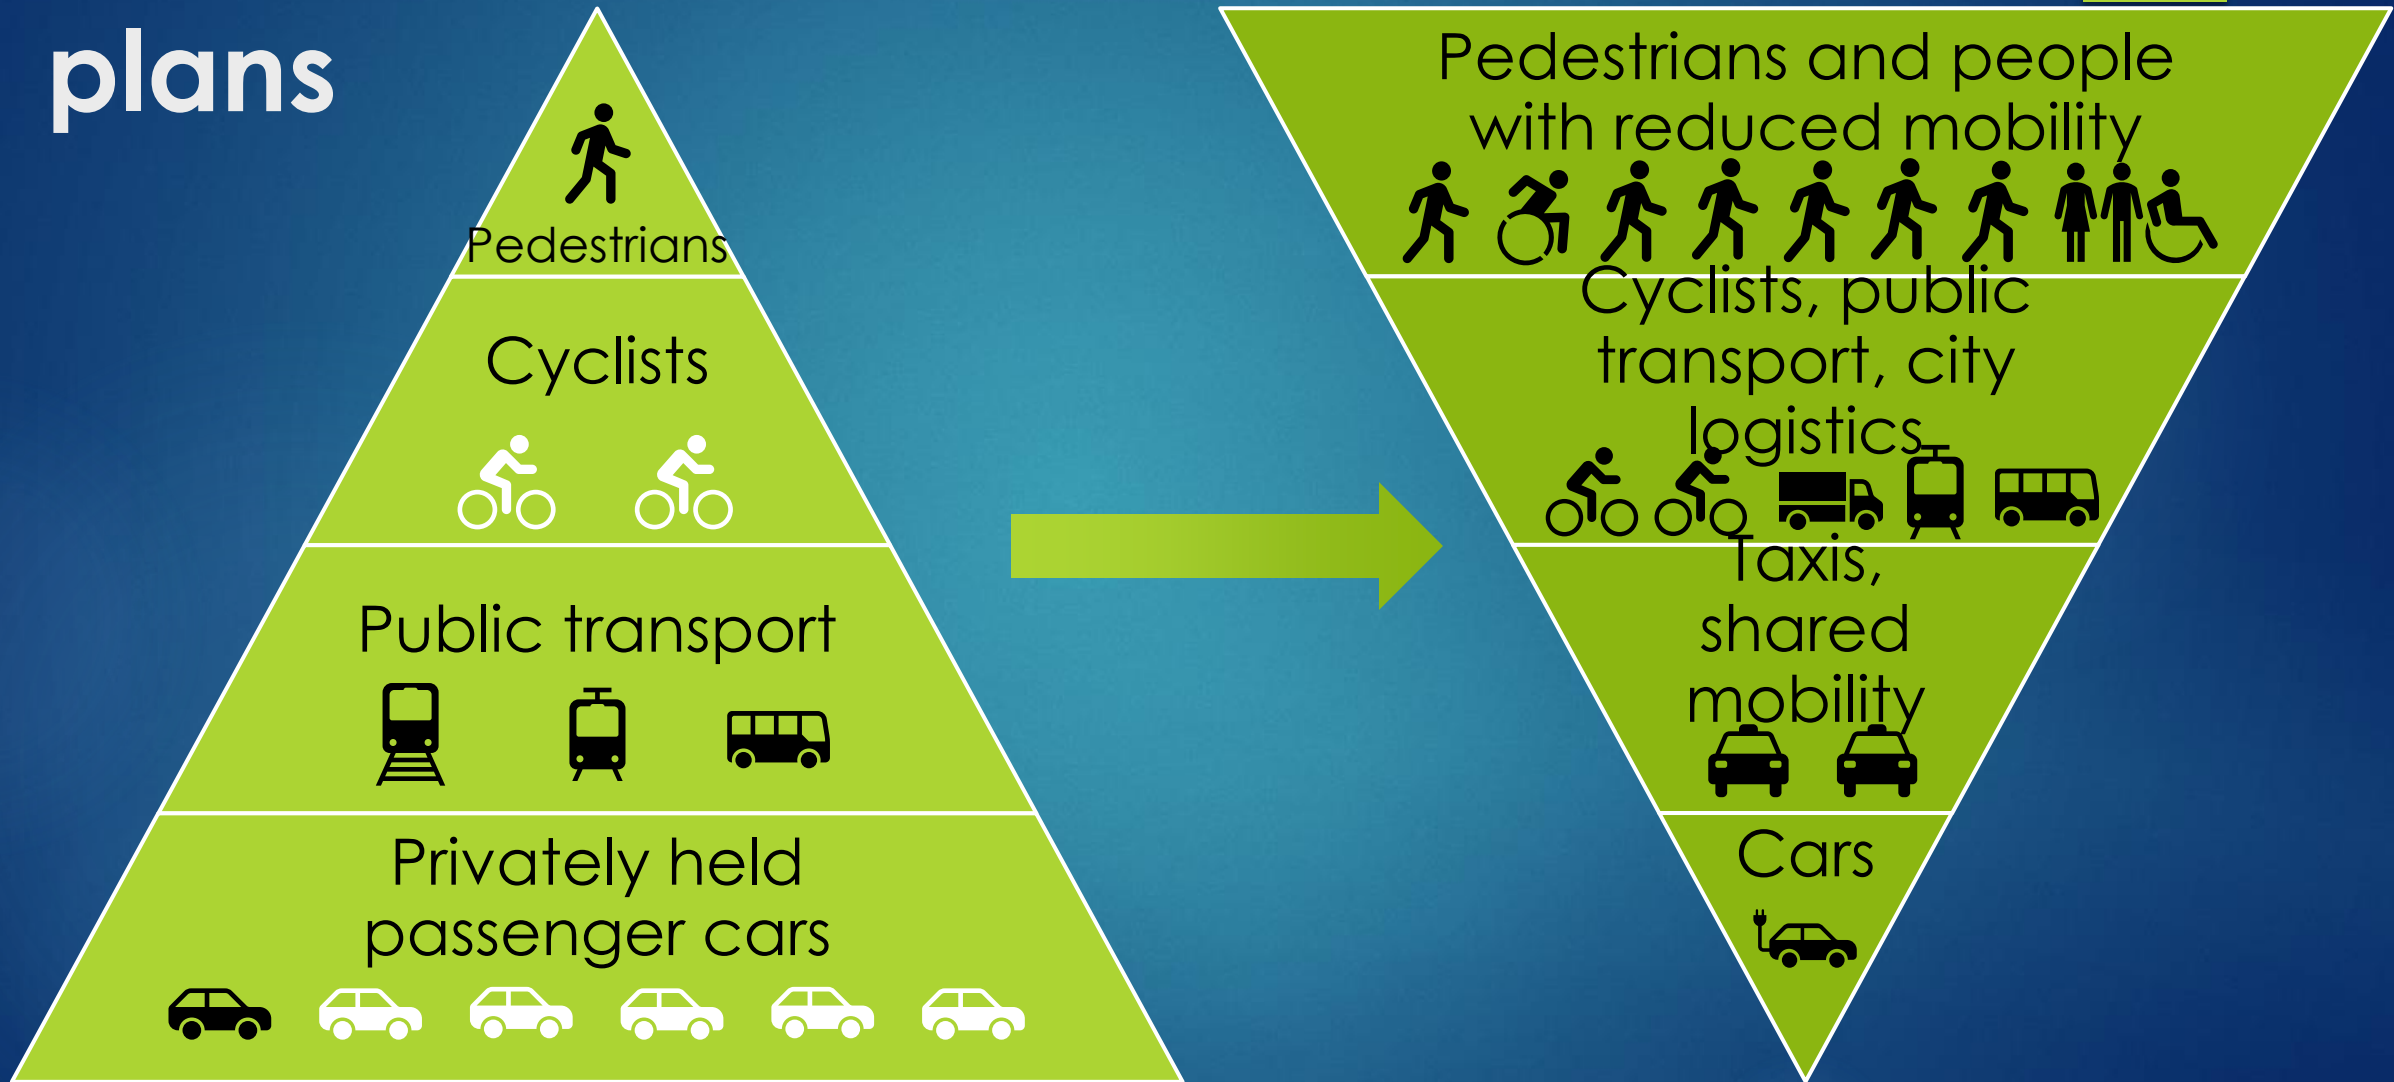 plans
Pedestrians
Cyclists
Public transport
Privately held
passenger cars
Pedestrians and people
with reduced mobility
Cyclists, public
transport, city
logistics
Taxis,
shared
mobility
Cars